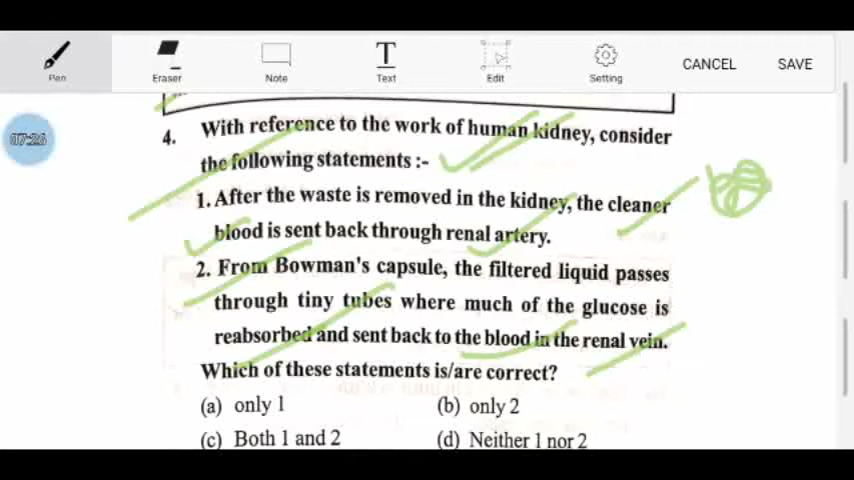 Pen
Eraser
Note
Text
Edit
Setting
CANCEL
SAVE
07:26
4. With reference to the work of human kidney, consider
the following statements :-
1. After the waste is removed in the kidney, the cleaner
blood is sent back through renal artery.
2. From Bowman's capsule, the filtered liquid passes
through tiny tubes where much of the glucose is
reabsorbed and sent back to the blood in the renal vein.
Which of these statements is/are correct?
(a) only 1 (b) only 2
(c) Both 1 and 2 (d) Neither 1 nor 2